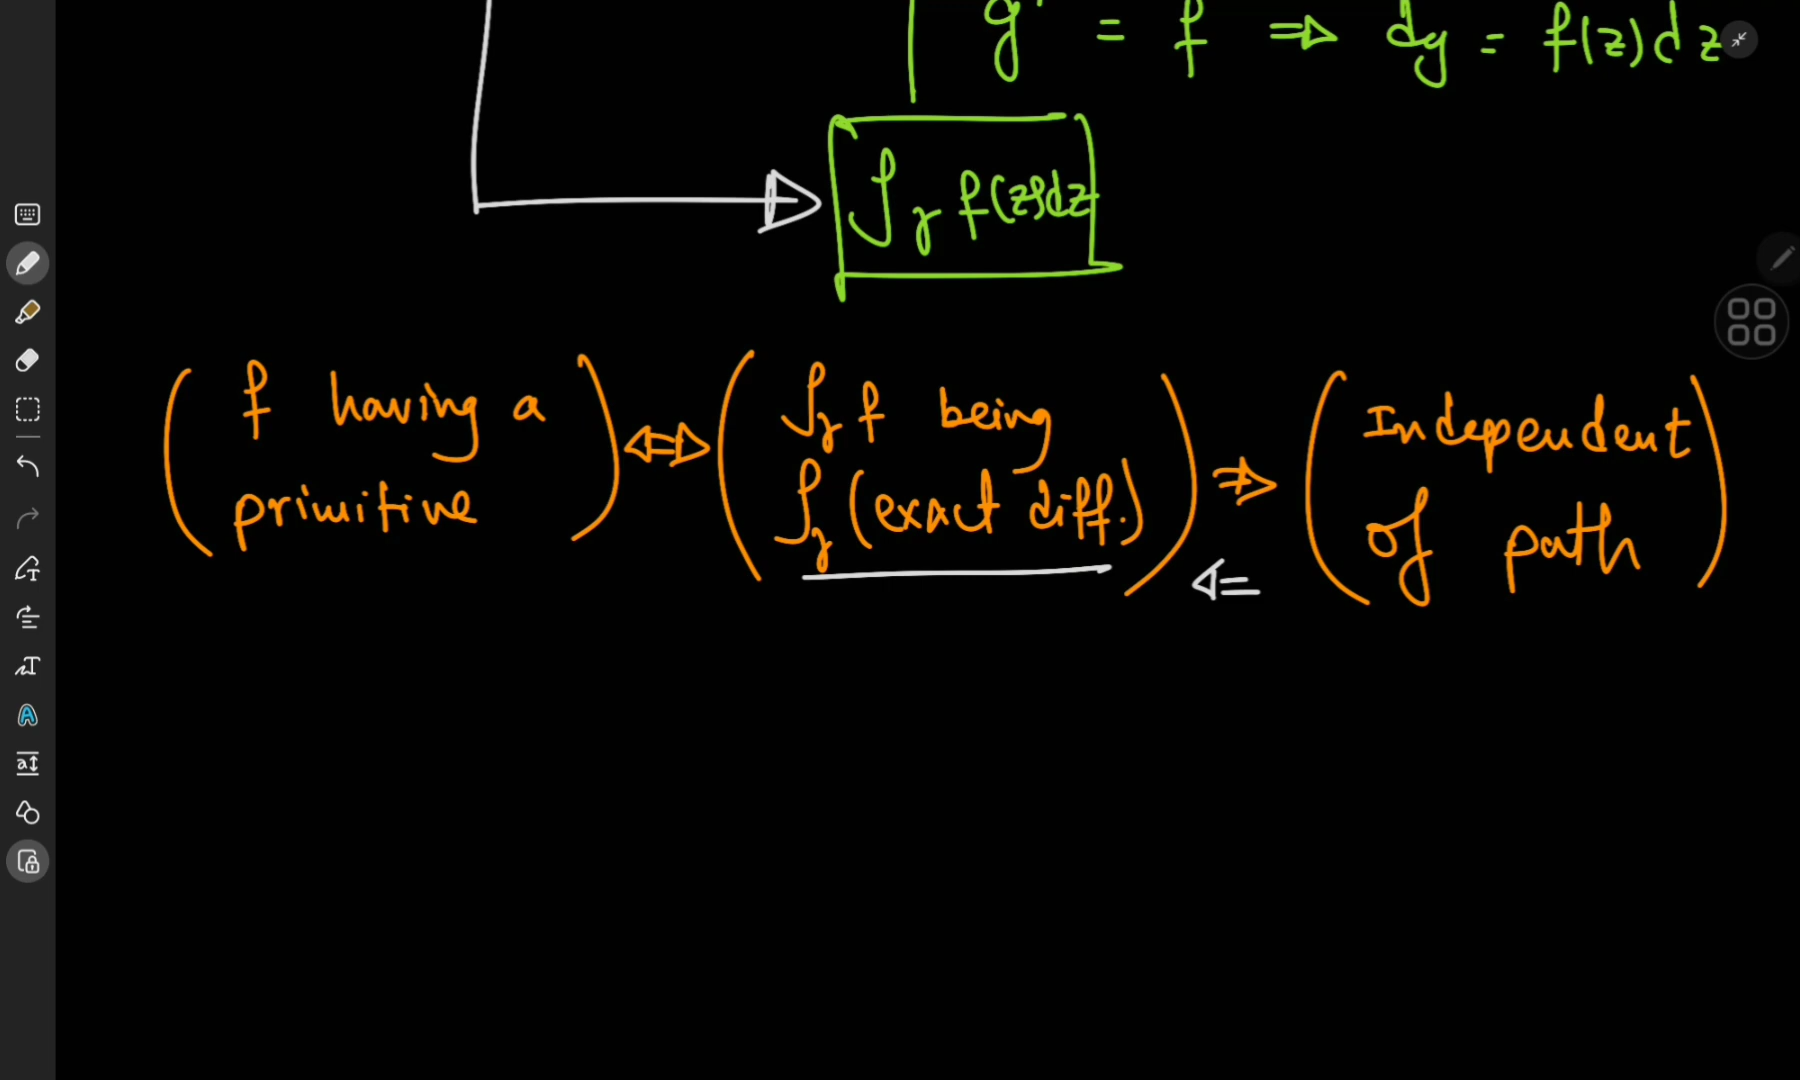 g' = f ⇒ dg = f(z)dz
∫γ f(z)dz
( f having a primitive ) ⇔ ( ∫γ f being ∫γ (exact diff.) ) ⇒ ( Independent of path )
⇐